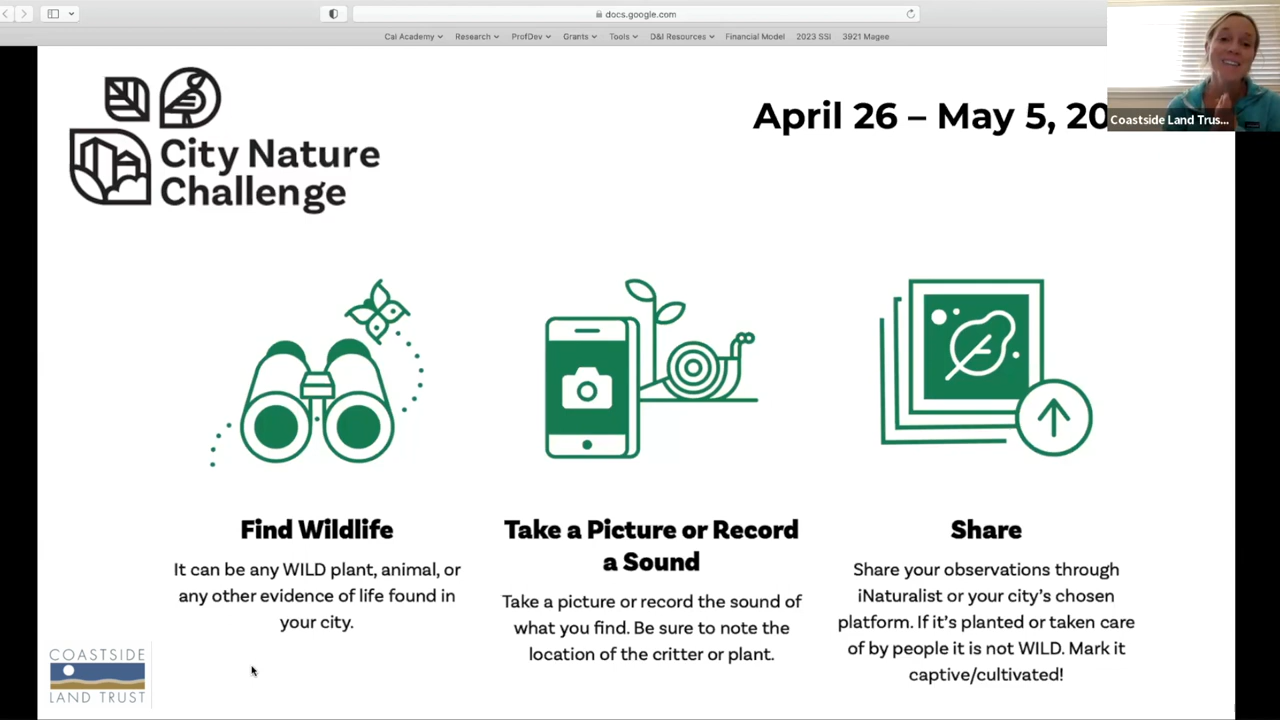 docs.google.com
Cal Academy Research ProfDev Grants Tools D&I Resources Financial Model 2023 SSI 3921 Magee
Coastside Land Trus...
April 26 – May 5, 20
City Nature
Challenge
Find Wildlife
It can be any WILD plant, animal, or
any other evidence of life found in
your city.
Take a Picture or Record
a Sound
Take a picture or record the sound of
what you find. Be sure to note the
location of the critter or plant.
Share
Share your observations through
iNaturalist or your city's chosen
platform. If it's planted or taken care
of by people it is not WILD. Mark it
captive/cultivated!
COASTSIDE
LAND TRUST